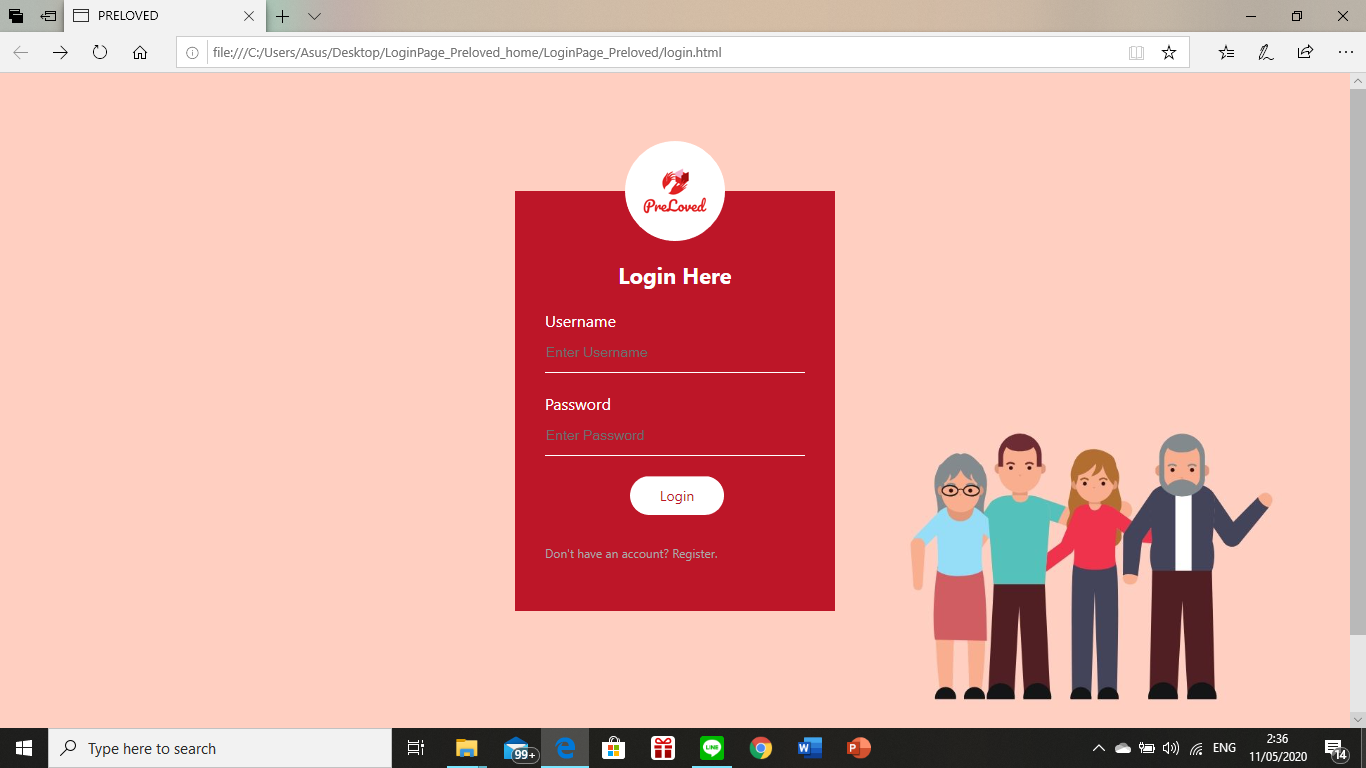 PRELOVED
file:///C:/Users/Asus/Desktop/LoginPage_Preloved_home/LoginPage_Preloved/login.html
PreLoved
Login Here
Username
Enter Username
Password
Enter Password
Login
Don't have an account? Register.
Type here to search
99+
LINE
ENG
2:36
11/05/2020
14